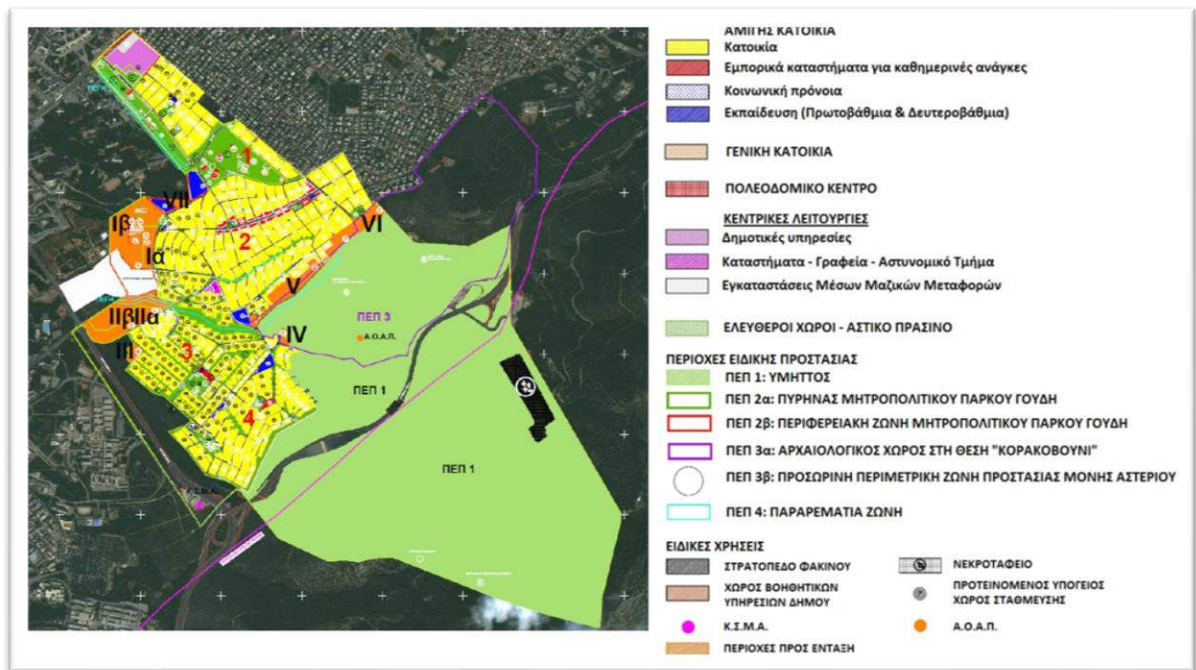 ΑΜΙΓΗΣ ΚΑΤΟΙΚΙΑ
Κατοικία
Εμπορικά καταστήματα για καθημερινές ανάγκες
Κοινωνική πρόνοια
Εκπαίδευση (Πρωτοβάθμια & Δευτεροβάθμια)
ΓΕΝΙΚΗ ΚΑΤΟΙΚΙΑ
ΠΟΛΕΟΔΟΜΙΚΟ ΚΕΝΤΡΟ
ΚΕΝΤΡΙΚΕΣ ΛΕΙΤΟΥΡΓΙΕΣ
Δημοτικές υπηρεσίες
Καταστήματα - Γραφεία - Αστυνομικό Τμήμα
Εγκαταστάσεις Μέσων Μαζικών Μεταφορών
ΕΛΕΥΘΕΡΟΙ ΧΩΡΟΙ - ΑΣΤΙΚΟ ΠΡΑΣΙΝΟ
ΠΕΡΙΟΧΕΣ ΕΙΔΙΚΗΣ ΠΡΟΣΤΑΣΙΑΣ
ΠΕΠ 1: ΥΜΗΤΤΟΣ
ΠΕΠ 2α: ΠΥΡΗΝΑΣ ΜΗΤΡΟΠΟΛΙΤΙΚΟΥ ΠΑΡΚΟΥ ΓΟΥΔΗ
ΠΕΠ 2β: ΠΕΡΙΦΕΡΕΙΑΚΗ ΖΩΝΗ ΜΗΤΡΟΠΟΛΙΤΙΚΟΥ ΠΑΡΚΟΥ ΓΟΥΔΗ
ΠΕΠ 3α: ΑΡΧΑΙΟΛΟΓΙΚΟΣ ΧΩΡΟΣ ΣΤΗ ΘΕΣΗ "ΚΟΡΑΚΟΒΟΥΝΙ"
ΠΕΠ 3β: ΠΡΟΣΩΡΙΝΗ ΠΕΡΙΜΕΤΡΙΚΗ ΖΩΝΗ ΠΡΟΣΤΑΣΙΑΣ ΜΟΝΗΣ ΑΣΤΕΡΙΟΥ
ΠΕΠ 4: ΠΑΡΑΡΕΜΑΤΙΑ ΖΩΝΗ
ΕΙΔΙΚΕΣ ΧΡΗΣΕΙΣ
ΣΤΡΑΤΟΠΕΔΟ ΦΑΚΙΝΟΥ
ΝΕΚΡΟΤΑΦΕΙΟ
ΧΩΡΟΣ ΒΟΗΘΗΤΙΚΩΝ
ΥΠΗΡΕΣΙΩΝ ΔΗΜΟΥ
ΠΡΟΤΕΙΝΟΜΕΝΟΣ ΥΠΟΓΕΙΟΣ
ΧΩΡΟΣ ΣΤΑΘΜΕΥΣΗΣ
Κ.Σ.Μ.Α.
Α.Ο.Α.Π.
ΠΕΡΙΟΧΕΣ ΠΡΟΣ ΕΝΤΑΞΗ
1
VII
Ιβ
2
VI
Ια
V
ΠΕΠ 3
ΙΙβΙΙα
IV
Α.Ο.Α.Π.
III
3
ΠΕΠ 1
4
ΠΕΠ 1
Κ.Σ.Μ.Α.